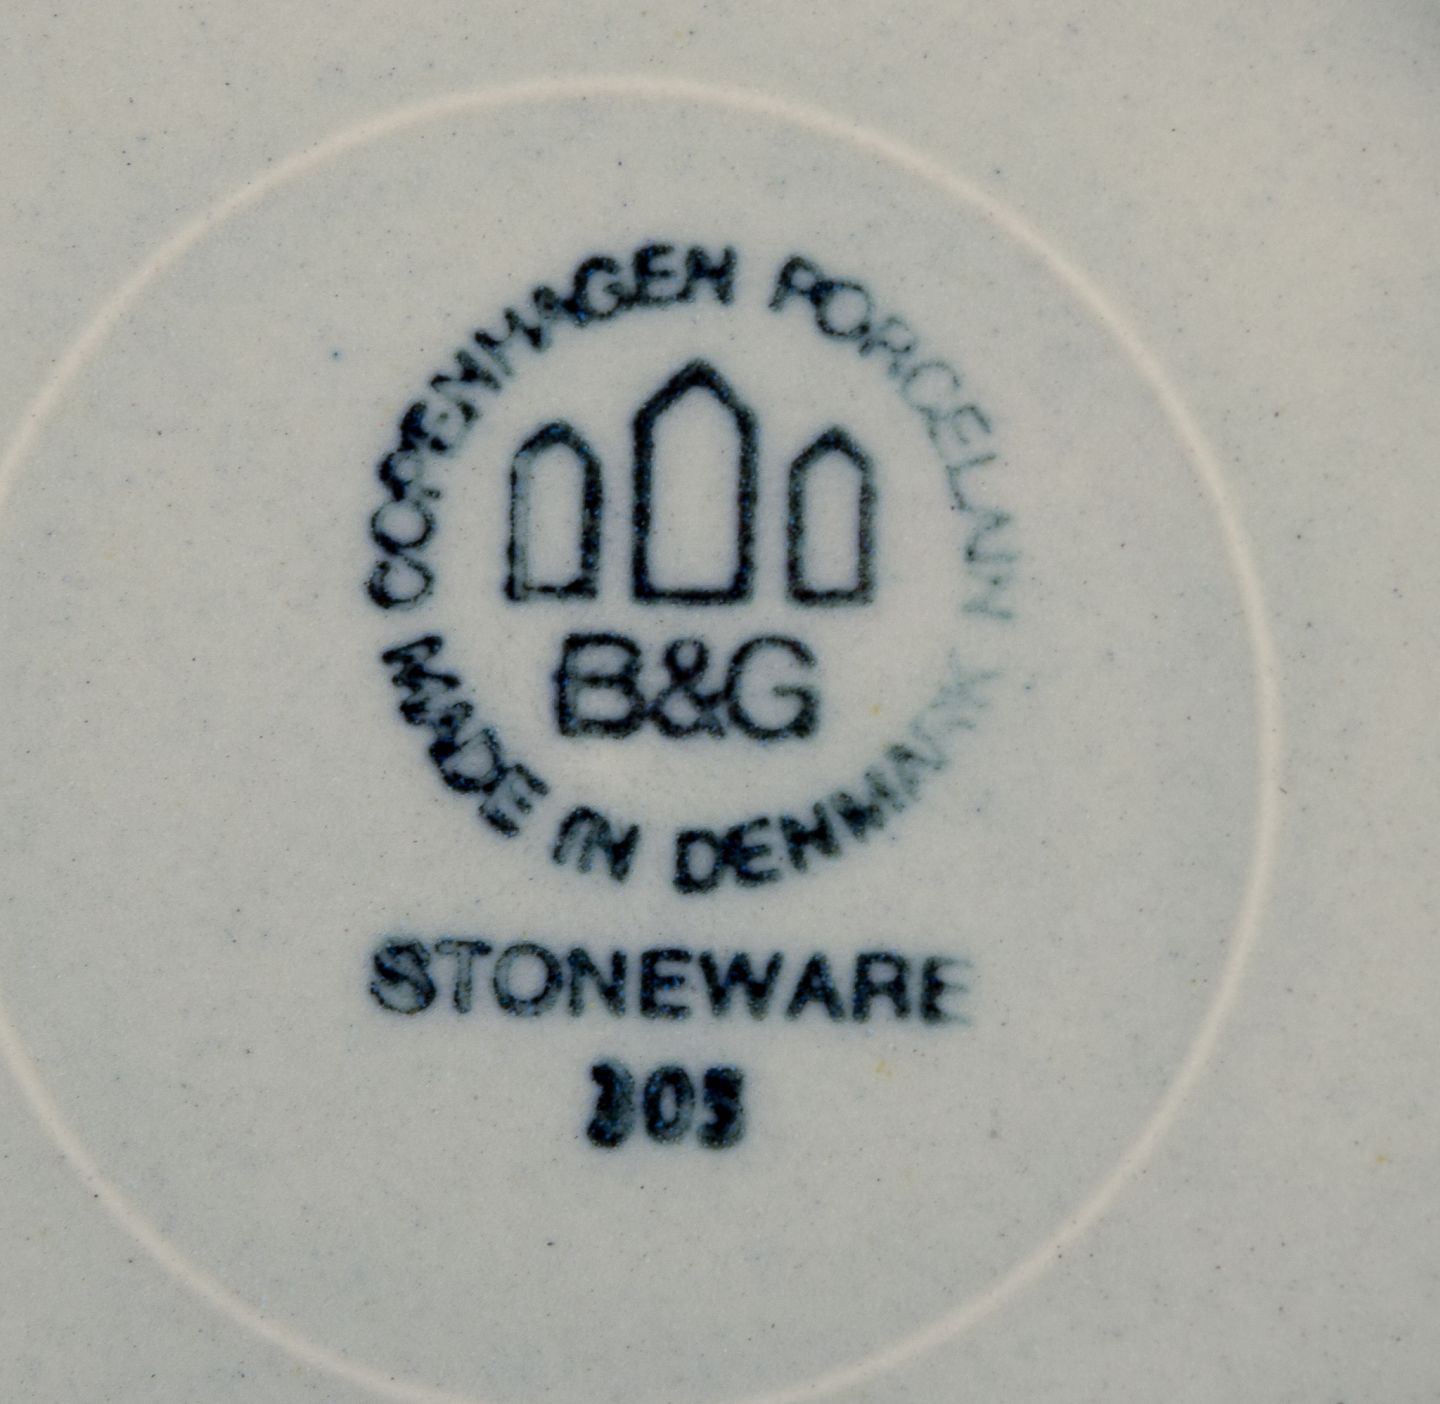 COPENHAGEN PORCELAIN
B&G
MADE IN DENMARK
STONEWARE
305